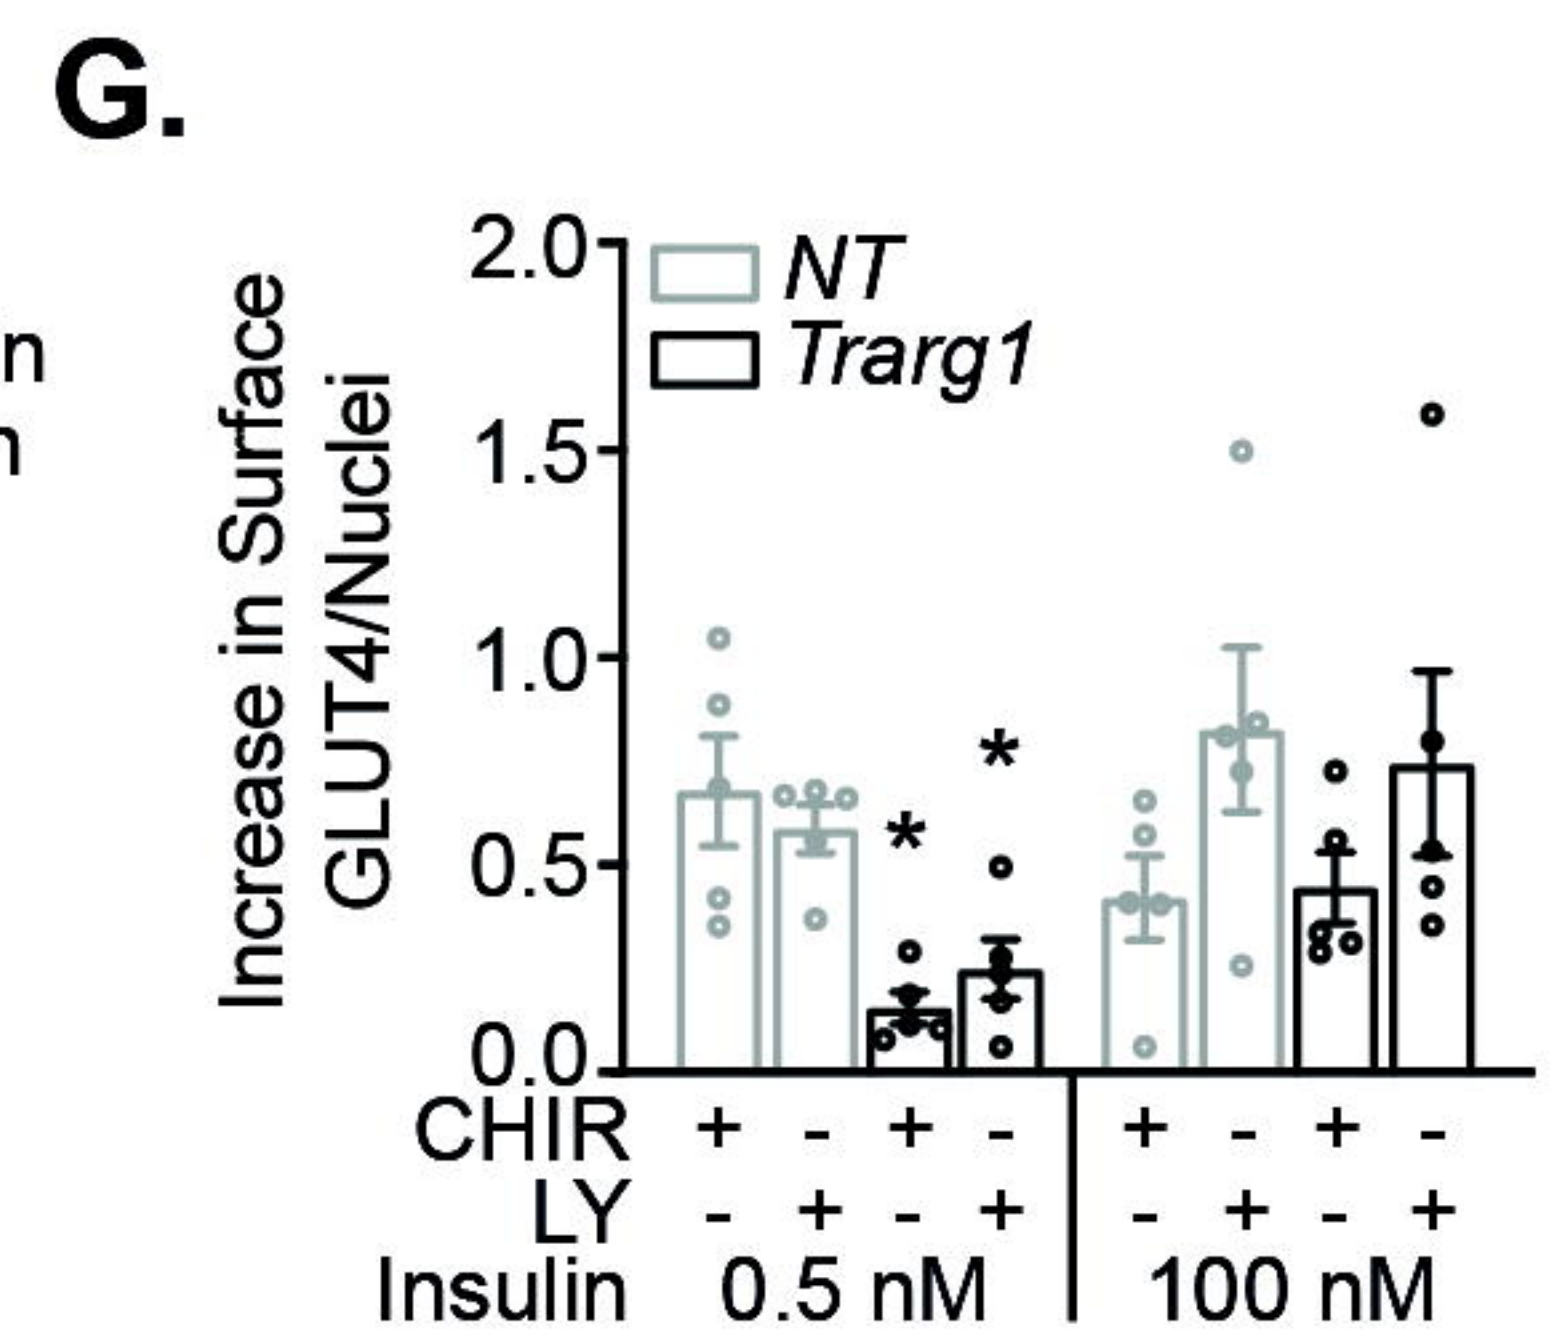 G.
n
n
Increase in Surface
GLUT4/Nuclei
2.0
1.5
1.0
0.5
0.0
NT
Trarg1
*
*
CHIR + - + - + - + -
LY - + - + - + - +
Insulin 0.5 nM 100 nM